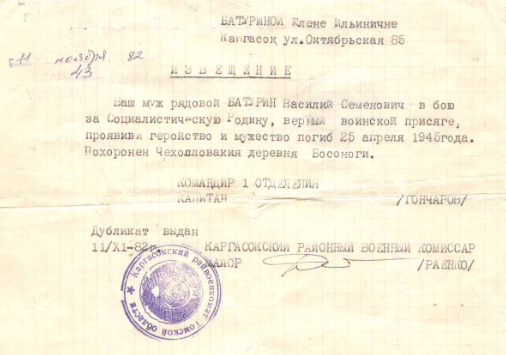 БАТУРИНОЙ Елене Ильиничне
Каргасок ул.Октябрьская 86
11 ноября 82
43
ИЗВЕЩЕНИЕ
Ваш муж рядовой БАТУРИН Василий Семенович в бою
за Социалистическую Родину, верный воинской присяге,
проявиви геройство и мужество погиб 25 апреля 1945года.
Похоронен Чехолловакия деревня Босоноги.
КОМАНДИР 1 ОТДЕЛЕНИЯ
КАПИТАН /ГОНЧАРОВ/
Дубликат выдан
11/XI-82г. КАРГАСОКСКИЙ РАЙОННЫЙ ВОЕННЫЙ КОМИССАР
МАЙОР /РАЕНКО/
Каргасокский райвоенкомат Томской области